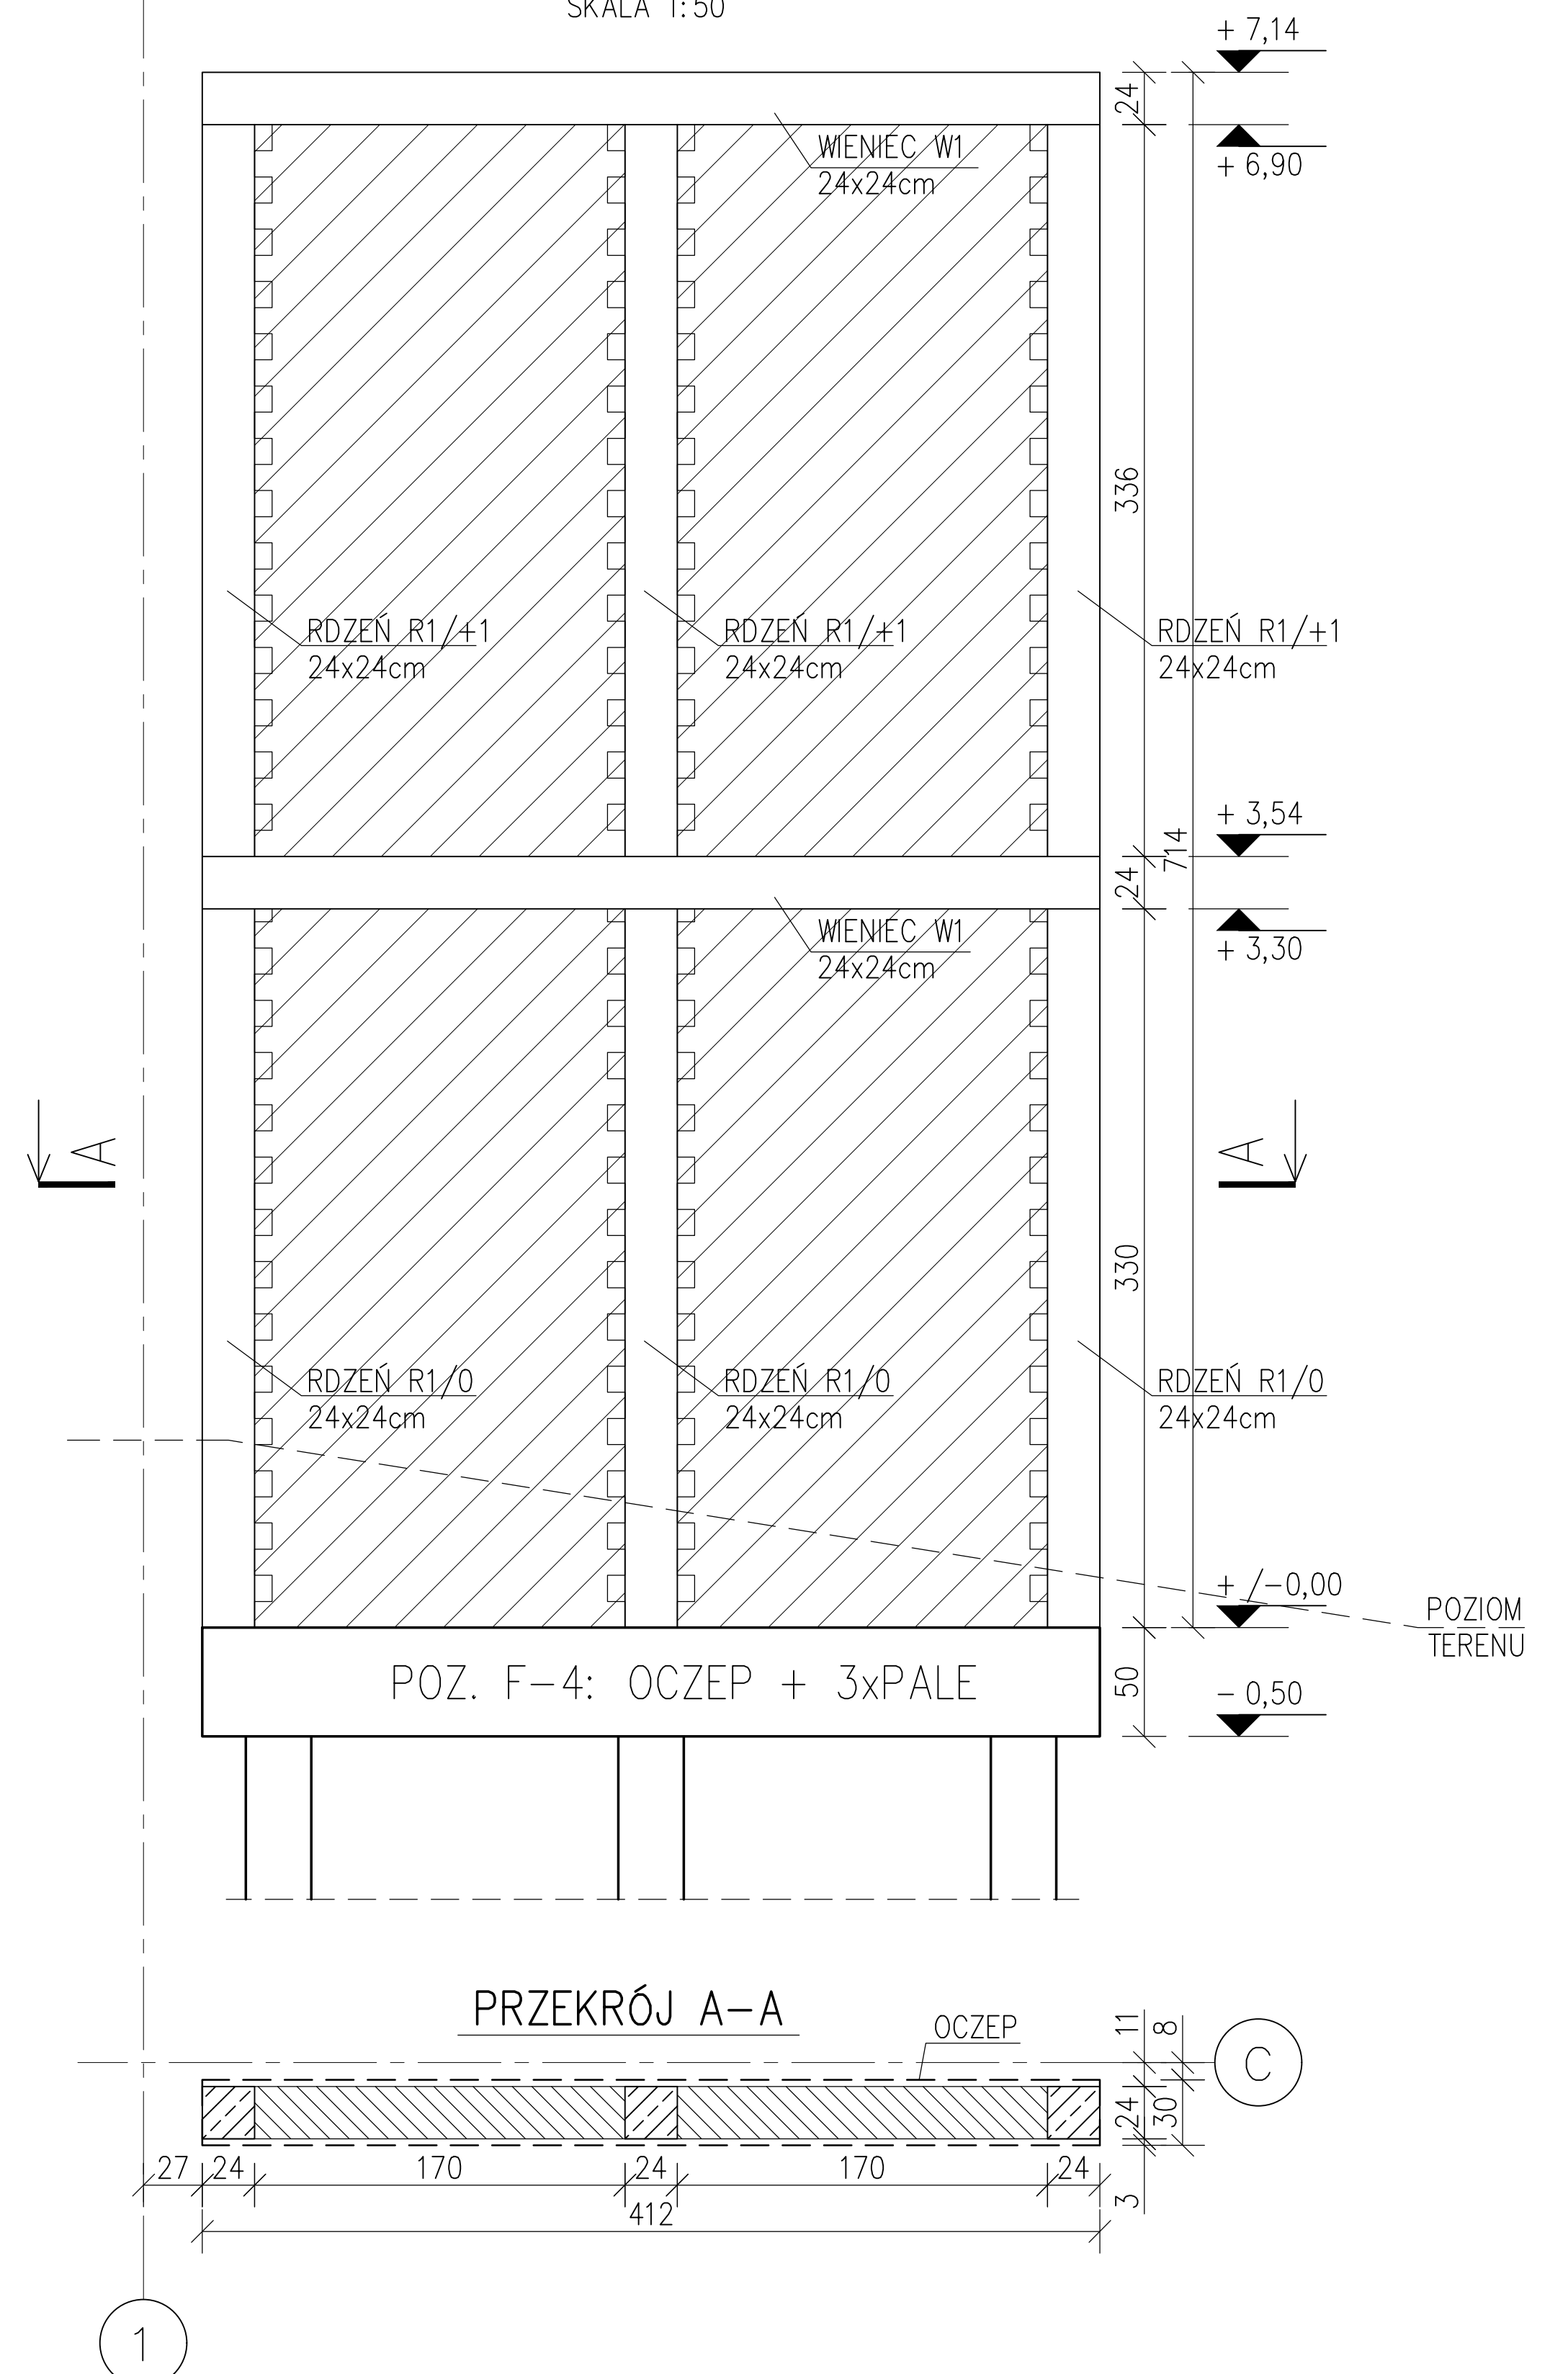 SKALA 1:50
+ 7,14
24
WIENIEC W1
24x24cm
+ 6,90
336
RDZEŃ R1/+1
24x24cm
RDZEŃ R1/+1
24x24cm
RDZEŃ R1/+1
24x24cm
+ 3,54
714
24
WIENIEC W1
24x24cm
+ 3,30
A
A
330
RDZEŃ R1/0
24x24cm
RDZEŃ R1/0
24x24cm
RDZEŃ R1/0
24x24cm
+/-0,00
POZIOM
TERENU
POZ. F-4: OCZEP + 3xPALE
50
- 0,50
PRZEKRÓJ A-A
OCZEP
11
8
C
24
30
3
27
24
170
24
170
24
412
1